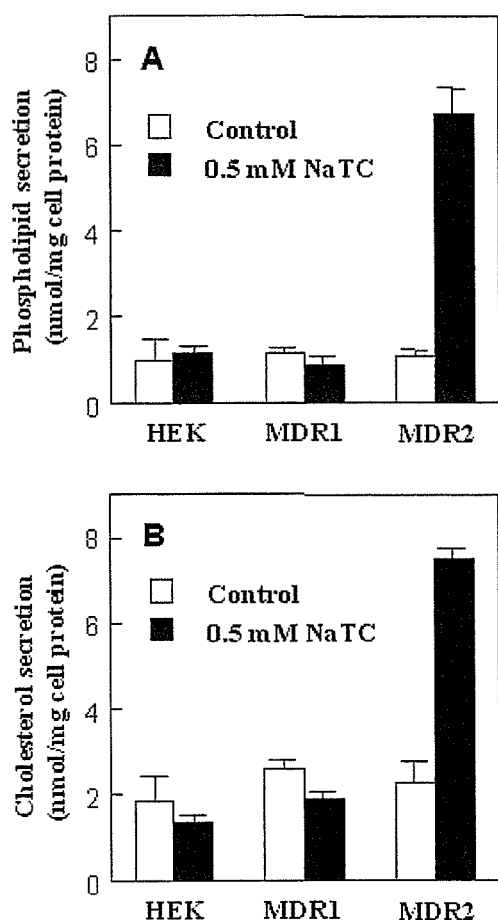 A
Phospholipid secretion
(nmol/mg cell protein)
8
6
4
2
0
Control
0.5 mM NaTC
HEK MDR1 MDR2
B
Cholesterol secretion
(nmol/mg cell protein)
8
6
4
2
0
Control
0.5 mM NaTC
HEK MDR1 MDR2